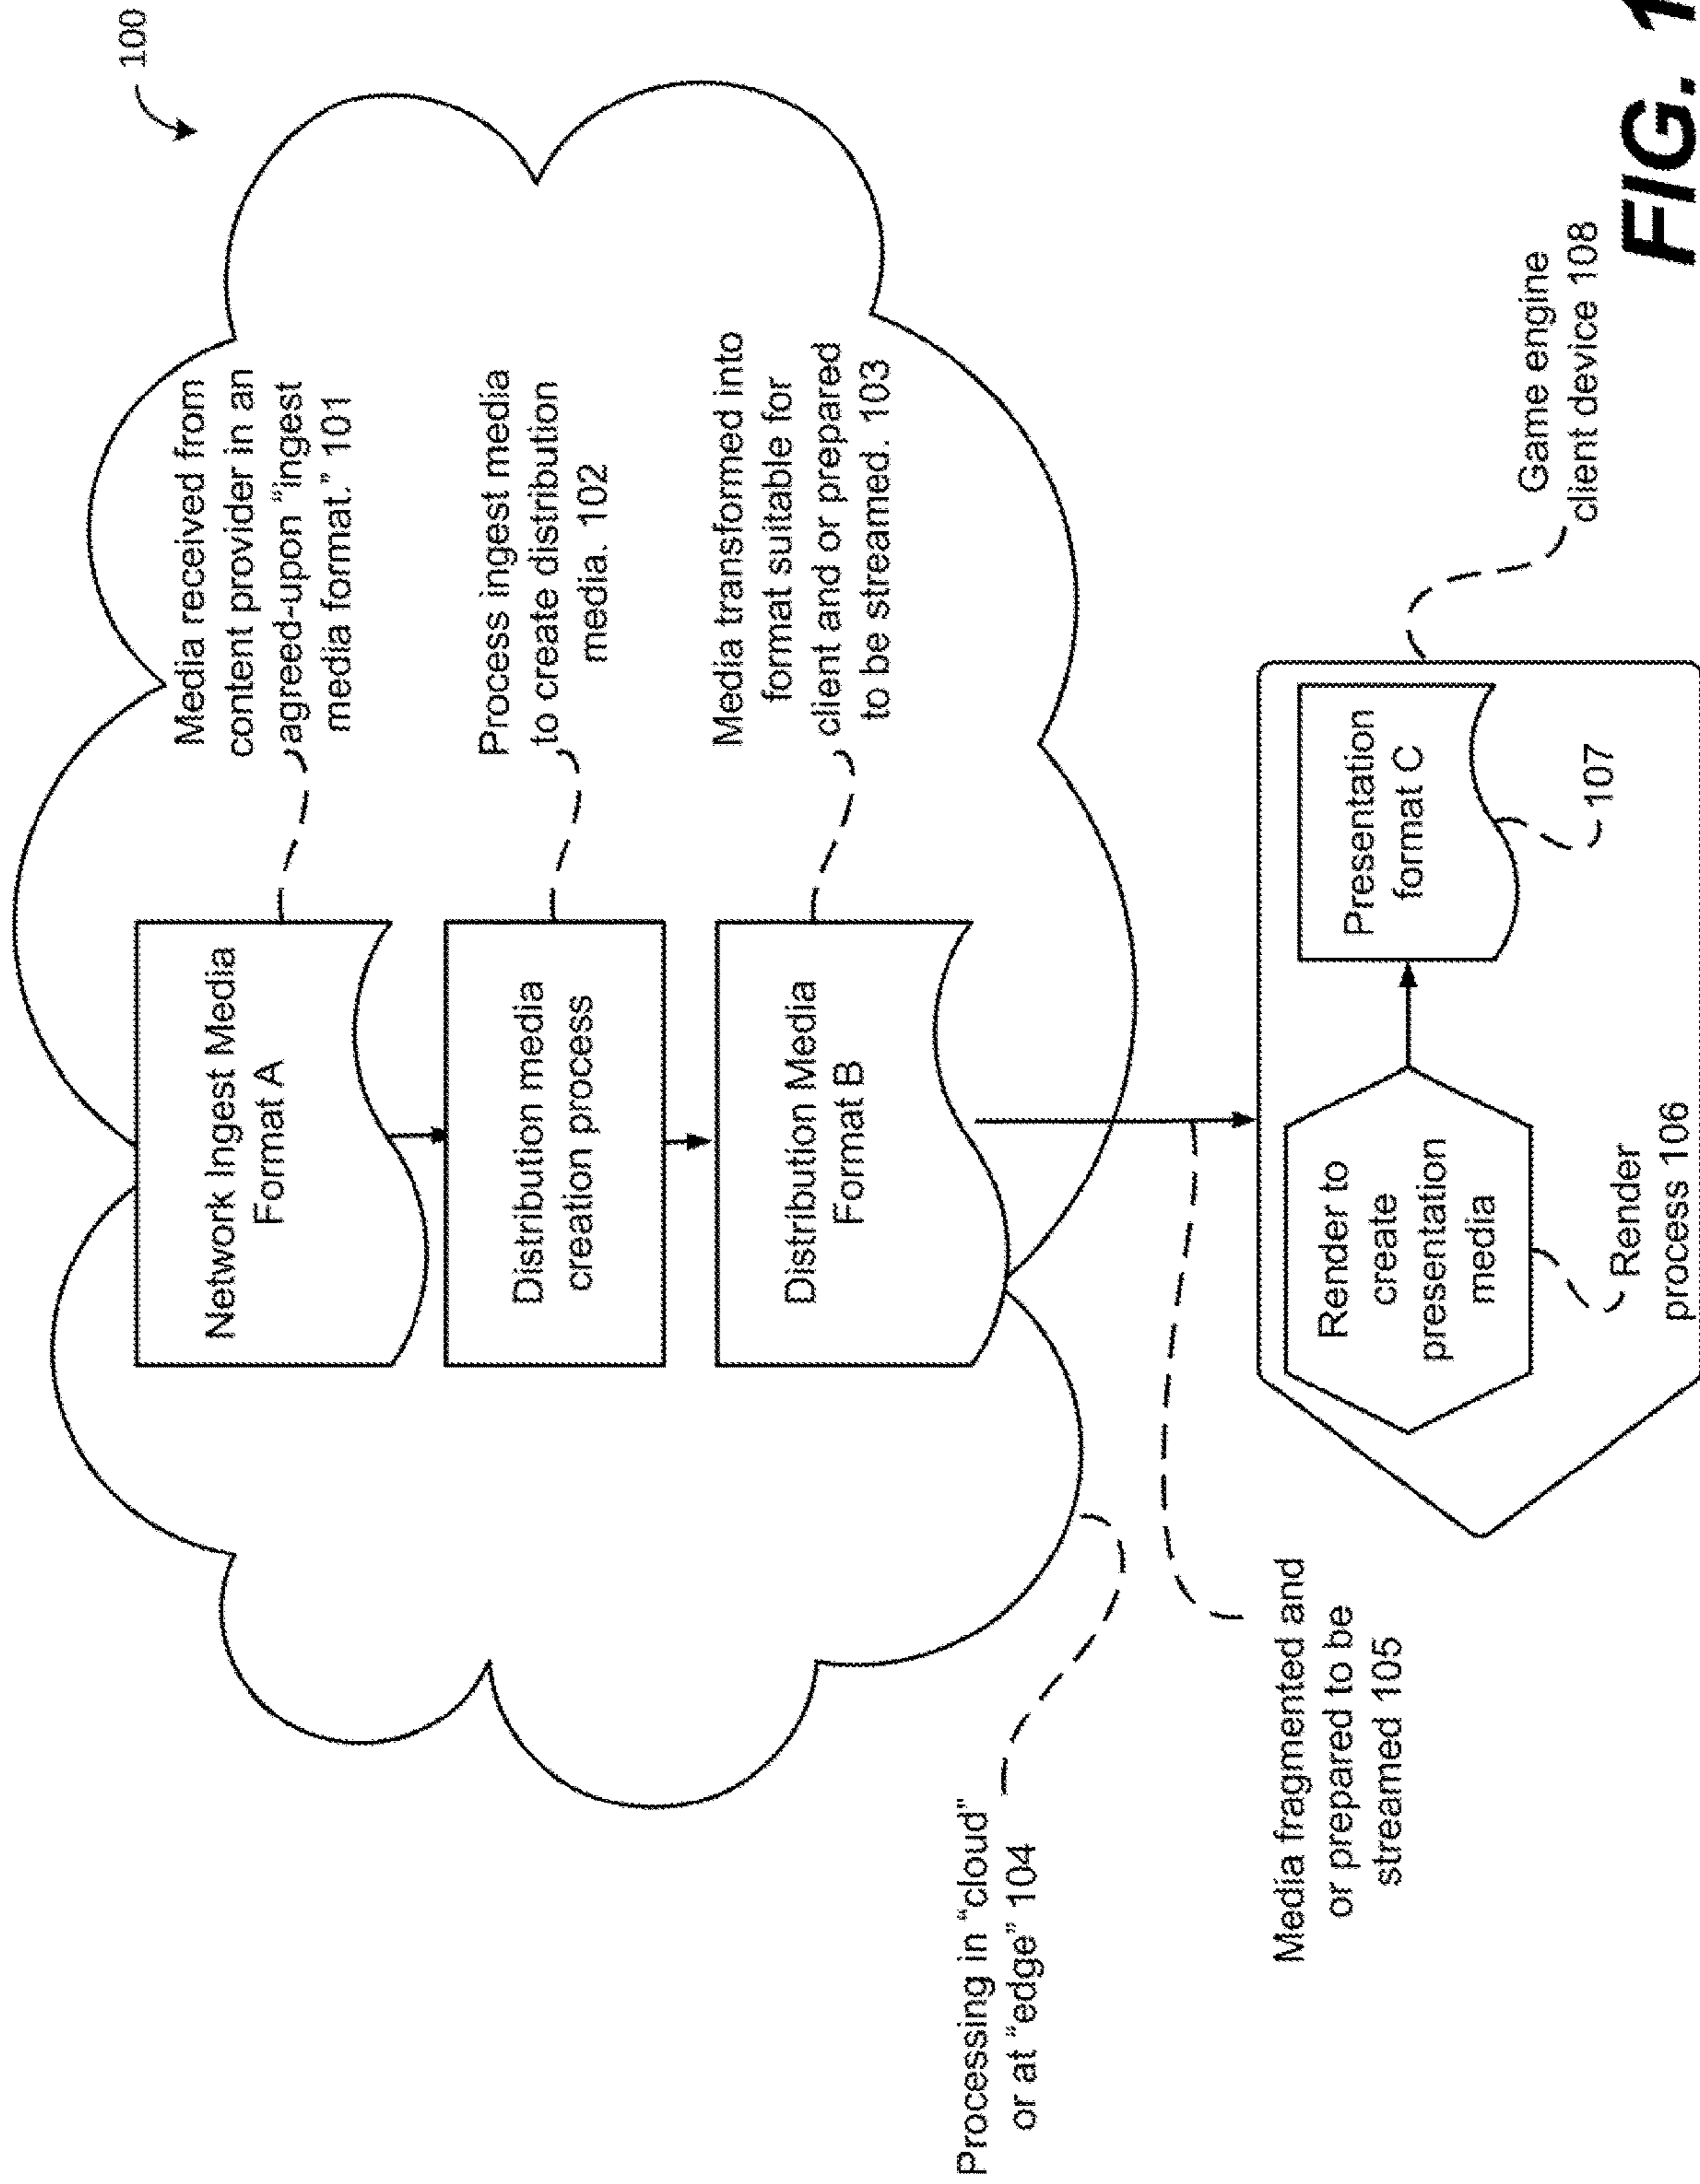 100
Media received from
content provider in an
agreed-upon “ingest
media format.” 101
Network Ingest Media
Format A
Process ingest media
to create distribution
media. 102
Distribution media
creation process
Media transformed into
format suitable for
client and or prepared
to be streamed. 103
Distribution Media
Format B
Processing in “cloud”
or at “edge” 104
Media fragmented and
or prepared to be
streamed 105
Render to
create
presentation
media
Render
process 106
Presentation
format C
107
Game engine
client device 108
FIG. 1